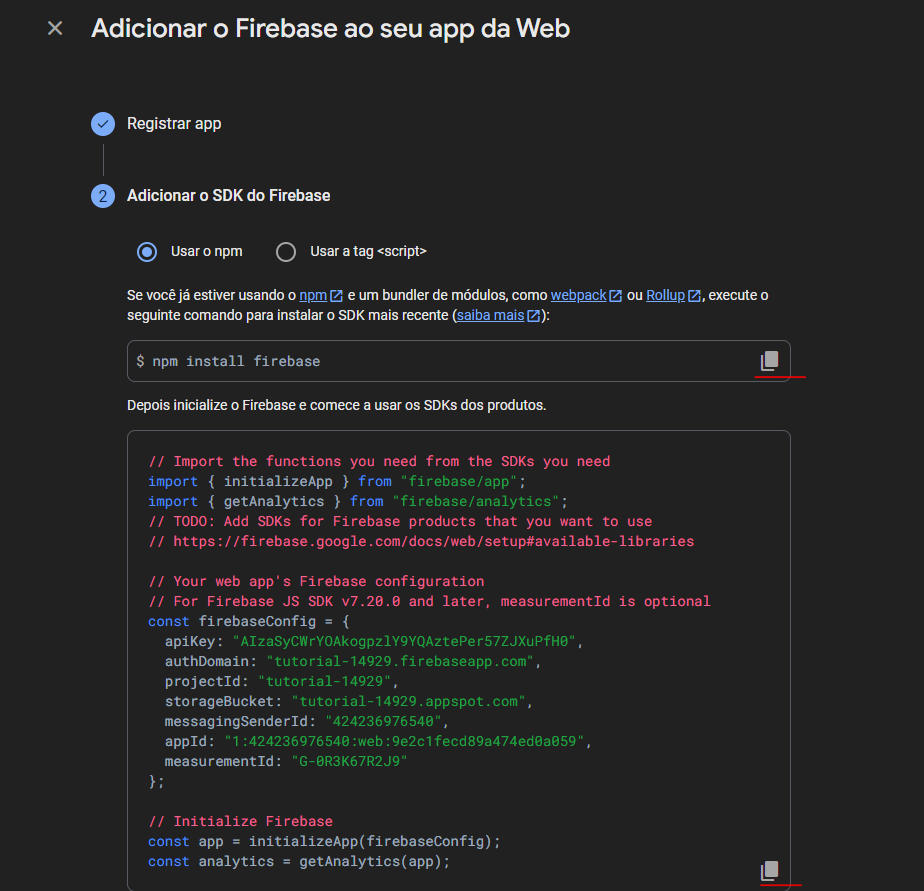 Adicionar o Firebase ao seu app da Web
Registrar app
2 Adicionar o SDK do Firebase
Usar o npm Usar a tag <script>
Se você já estiver usando o npm e um bundler de módulos, como webpack ou Rollup, execute o
seguinte comando para instalar o SDK mais recente (saiba mais):
$ npm install firebase
Depois inicialize o Firebase e comece a usar os SDKs dos produtos.
// Import the functions you need from the SDKs you need
import { initializeApp } from "firebase/app";
import { getAnalytics } from "firebase/analytics";
// TODO: Add SDKs for Firebase products that you want to use
// https://firebase.google.com/docs/web/setup#available-libraries
// Your web app's Firebase configuration
// For Firebase JS SDK v7.20.0 and later, measurementId is optional
const firebaseConfig = {
apiKey: "AIzaSyCWrYOAkogpzlY9YQAztePer57ZJXuPfH0",
authDomain: "tutorial-14929.firebaseapp.com",
projectId: "tutorial-14929",
storageBucket: "tutorial-14929.appspot.com",
messagingSenderId: "424236976540",
appId: "1:424236976540:web:9e2c1fecd89a474ed0a059",
measurementId: "G-0R3K67R2J9"
};
// Initialize Firebase
const app = initializeApp(firebaseConfig);
const analytics = getAnalytics(app);